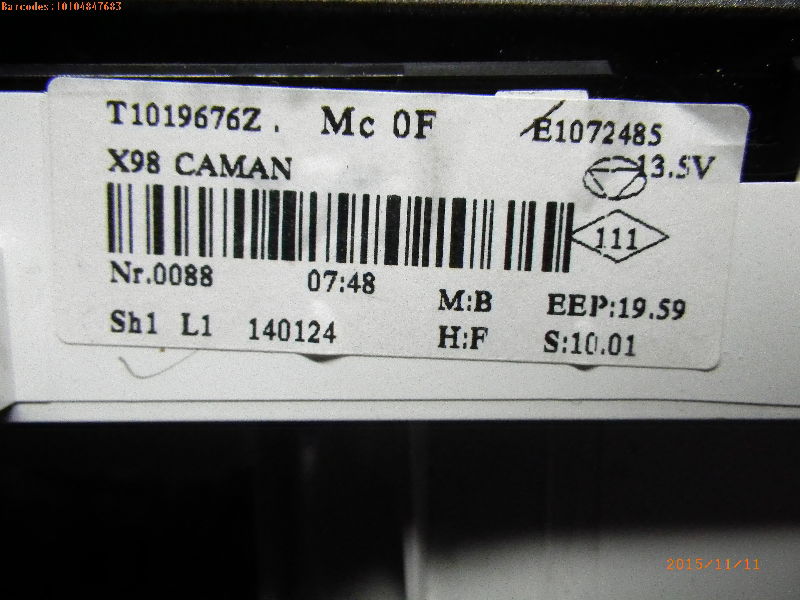 Barcodes:10104847683
T1019676Z . Mc 0F E1072485
X98 CAMAN 13.5V
111
Nr.0088 07:48
M:B EEP:19.59
Sh1 L1 140124
H:F S:10.01
2015/11/11